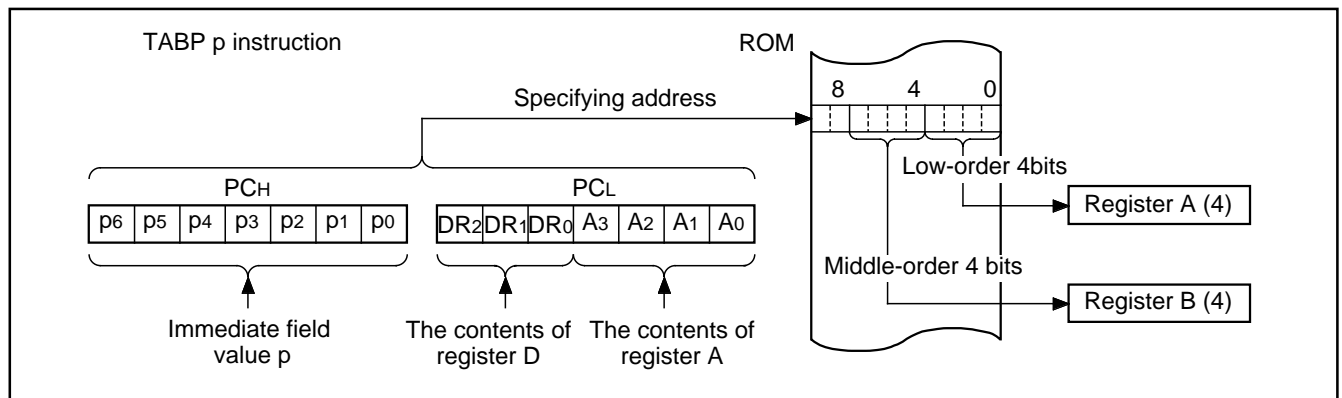 TABP p instruction
ROM
8 4 0
Specifying address
Low-order 4bits
PCH PCL
p6 p5 p4 p3 p2 p1 p0 DR2 DR1 DR0 A3 A2 A1 A0
Register A (4)
Middle-order 4 bits
Register B (4)
Immediate field
value p
The contents of
register D
The contents of
register A